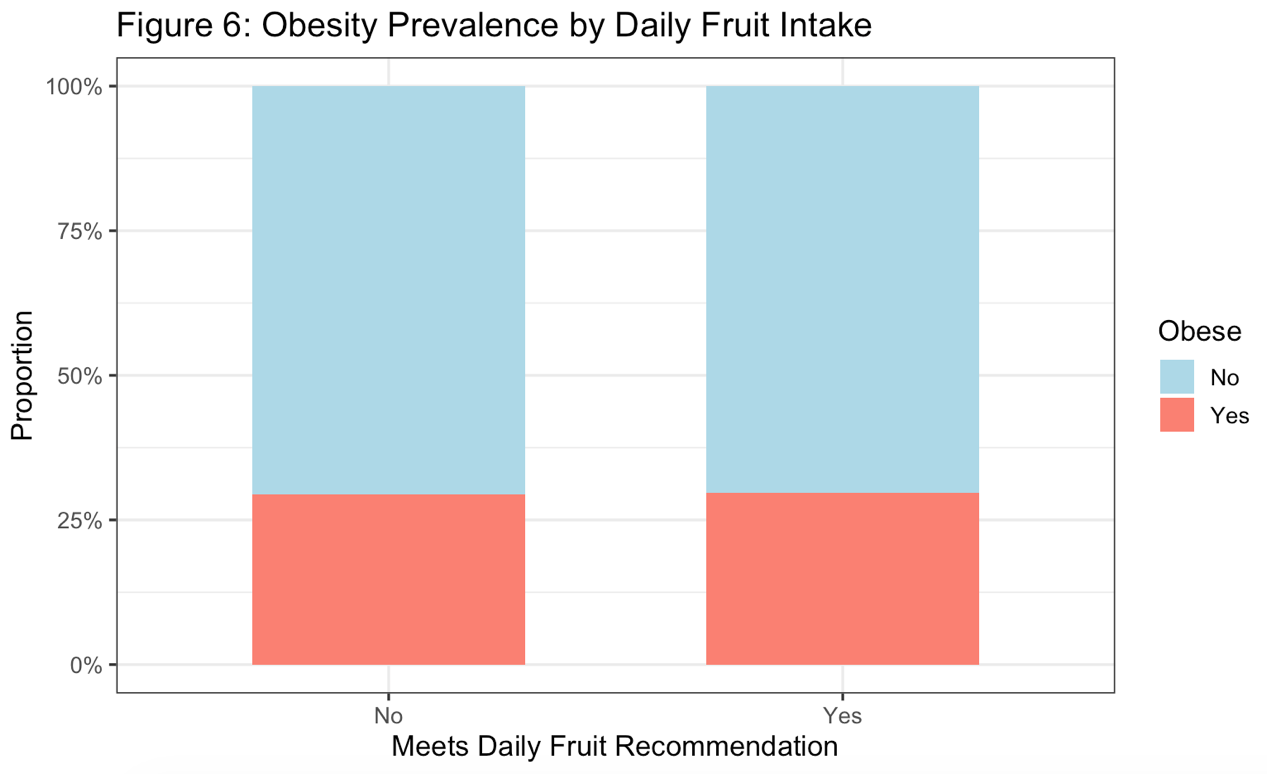 Figure 6: Obesity Prevalence by Daily Fruit Intake
100%
75%
50%
25%
0%
Proportion
No
Yes
Meets Daily Fruit Recommendation
Obese
No
Yes